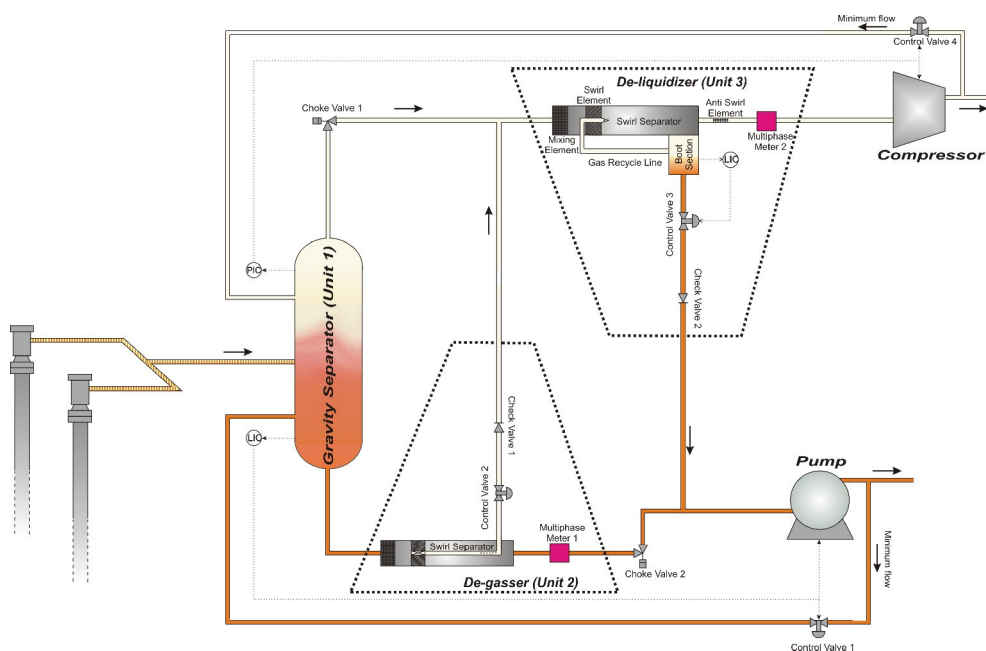 Minimum flow
Control Valve 4
De-liquidizer (Unit 3)
Swirl
Element
Choke Valve 1
Anti Swirl
Element
Swirl Separator
Mixing
Element
Multiphase
Meter 2
Gas Recycle Line
Boot
Section
LIC
Compressor
Control Valve 3
PIC
Gravity Separator (Unit 1)
Check Valve 2
Check Valve 1
LIC
Control Valve 2
Pump
Multiphase
Meter 1
Swirl Separator
Minimum flow
Choke Valve 2
De-gasser (Unit 2)
Control Valve 1